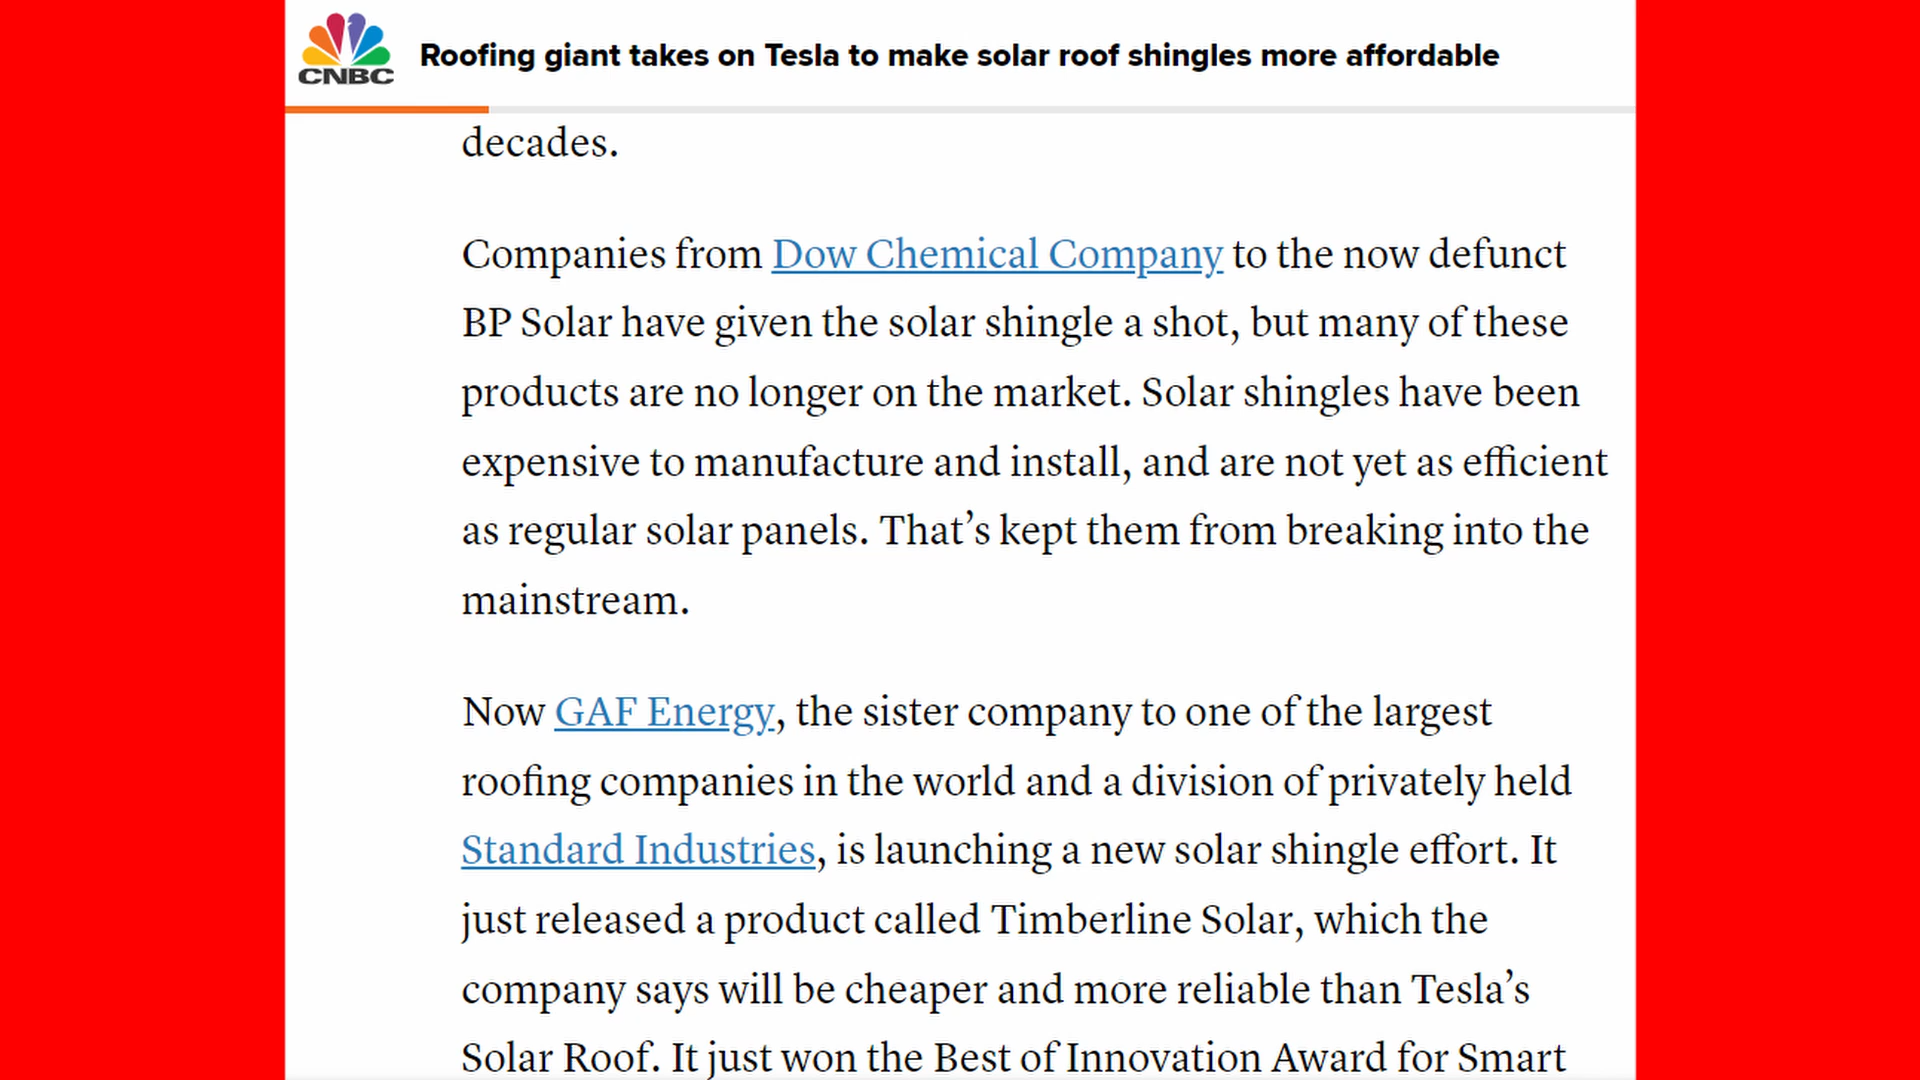 CNBC
Roofing giant takes on Tesla to make solar roof shingles more affordable
decades.
Companies from Dow Chemical Company to the now defunct
BP Solar have given the solar shingle a shot, but many of these
products are no longer on the market. Solar shingles have been
expensive to manufacture and install, and are not yet as efficient
as regular solar panels. That’s kept them from breaking into the
mainstream.
Now GAF Energy, the sister company to one of the largest
roofing companies in the world and a division of privately held
Standard Industries, is launching a new solar shingle effort. It
just released a product called Timberline Solar, which the
company says will be cheaper and more reliable than Tesla’s
Solar Roof. It just won the Best of Innovation Award for Smart